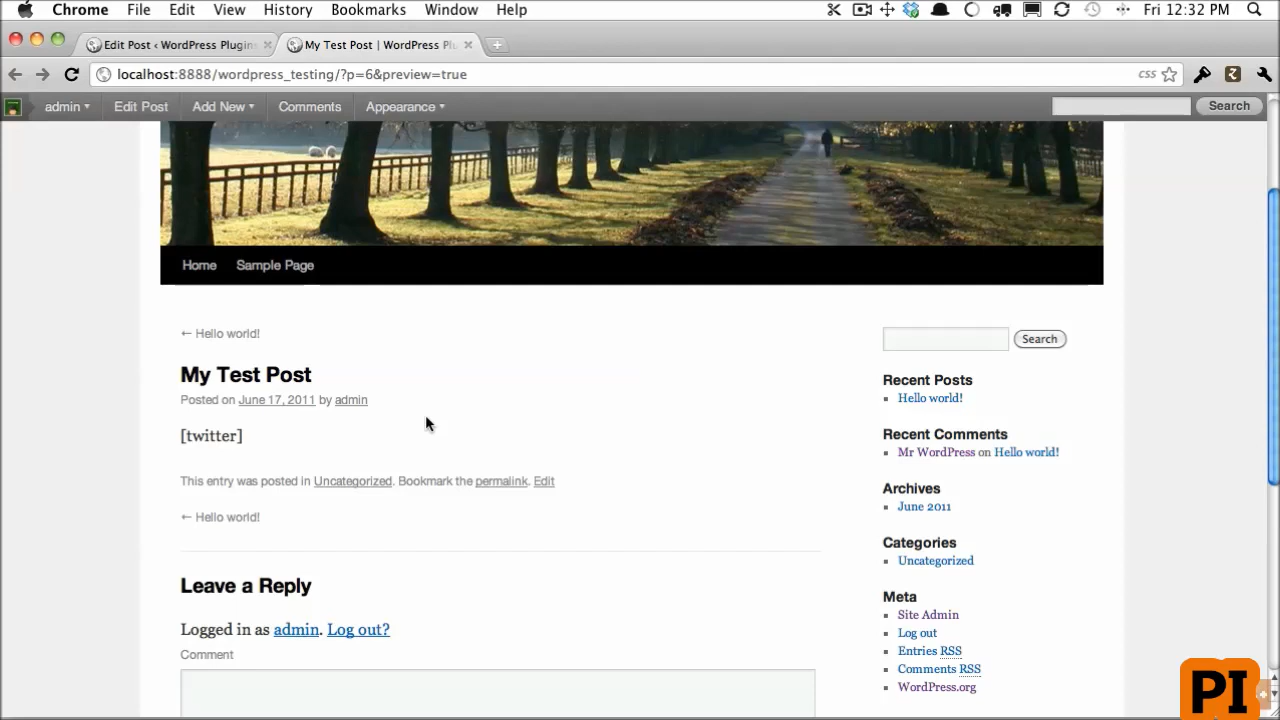 Chrome File Edit View History Bookmarks Window Help Fri 12:32 PM
Edit Post ‹ WordPress Plugins My Test Post | WordPress Plu
localhost:8888/wordpress_testing/?p=6&preview=true CSS
admin Edit Post Add New Comments Appearance Search
Home Sample Page
← Hello world!
Search
My Test Post
Posted on June 17, 2011 by admin
[twitter]
This entry was posted in Uncategorized. Bookmark the permalink. Edit
← Hello world!
Leave a Reply
Logged in as admin. Log out?
Comment
Recent Posts
Hello world!
Recent Comments
Mr WordPress on Hello world!
Archives
June 2011
Categories
Uncategorized
Meta
Site Admin
Log out
Entries RSS
Comments RSS
WordPress.org
PI